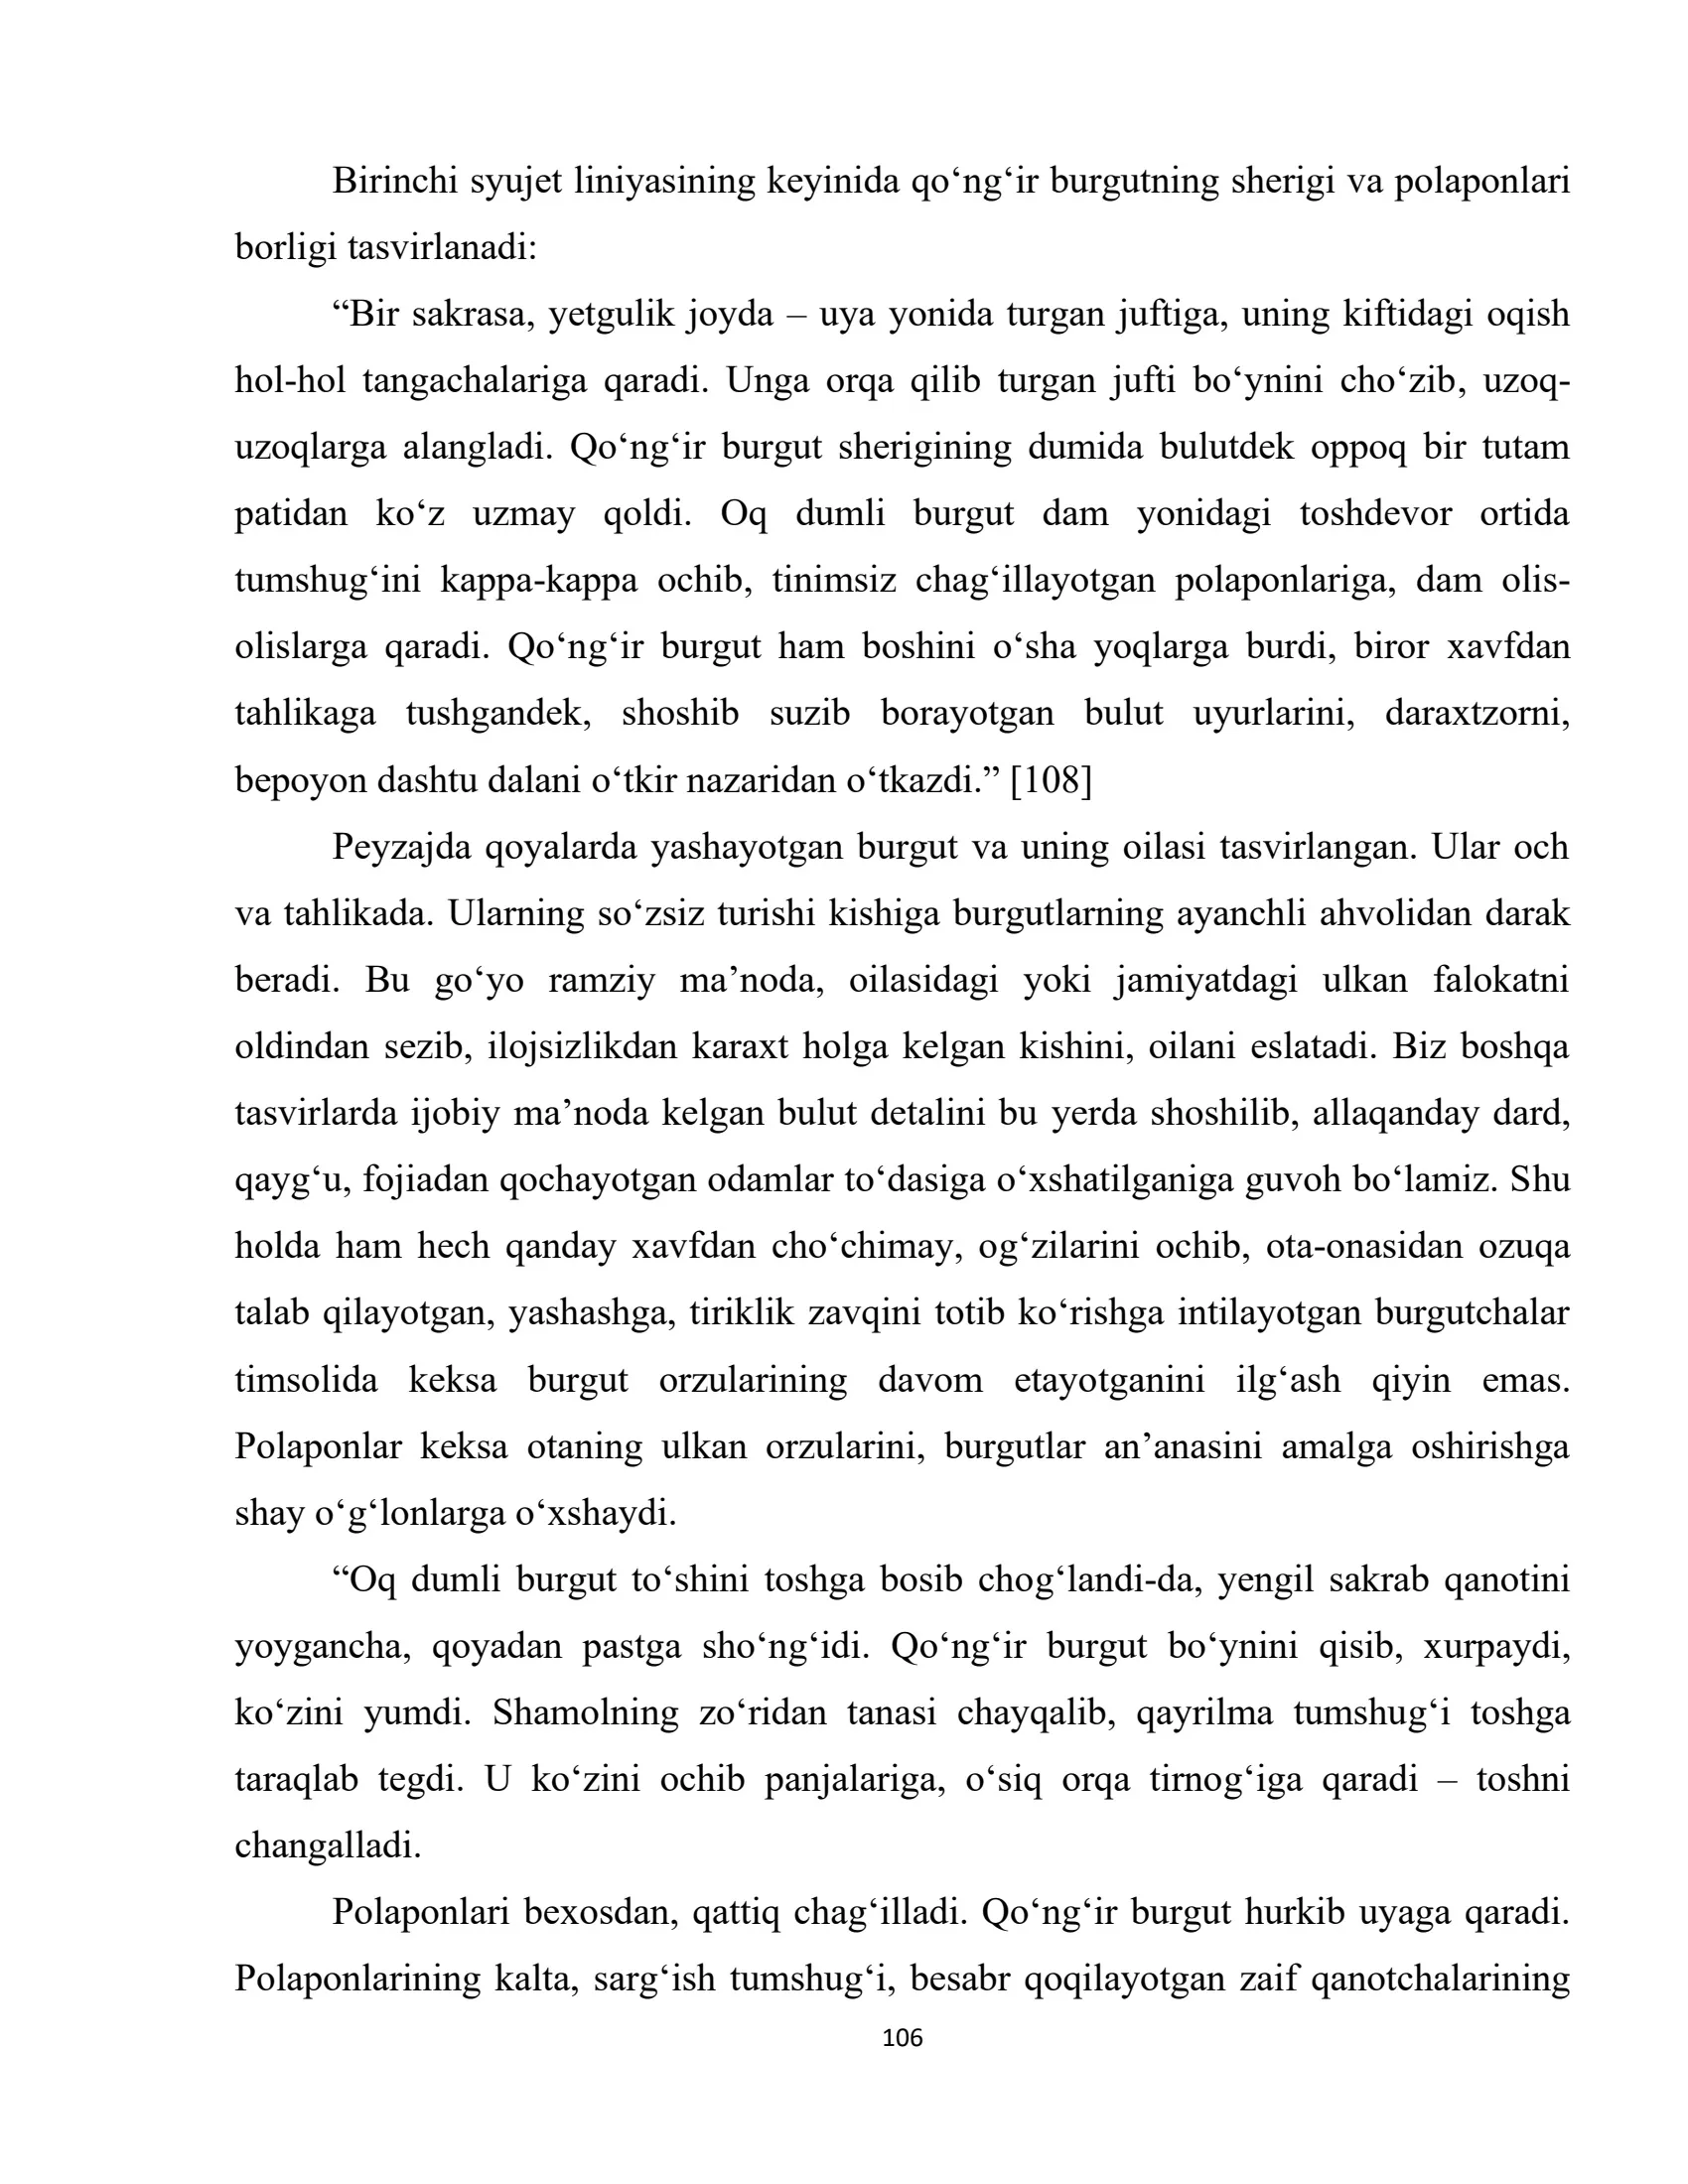 Birinchi syujet liniyasining keyinida qo‘ng‘ir burgutning sherigi va polaponlari
borligi tasvirlanadi:
“Bir sakrasa, yetgulik joyda – uya yonida turgan juftiga, uning kiftidagi oqish
hol-hol tangachalariga qaradi. Unga orqa qilib turgan jufti bo‘ynini cho‘zib, uzoq-
uzoqlarga alangladi. Qo‘ng‘ir burgut sherigining dumida bulutdek oppoq bir tutam
patidan ko‘z uzmay qoldi. Oq dumli burgut dam yonidagi toshdevor ortida
tumshug‘ini kappa-kappa ochib, tinimsiz chag‘illayotgan polaponlariga, dam olis-
olislarga qaradi. Qo‘ng‘ir burgut ham boshini o‘sha yoqlarga burdi, biror xavfdan
tahlikaga tushgandek, shoshib suzib borayotgan bulut uyurlarini, daraxtzorni,
bepoyon dashtu dalani o‘tkir nazaridan o‘tkazdi.” [108]
Peyzajda qoyalarda yashayotgan burgut va uning oilasi tasvirlangan. Ular och
va tahlikada. Ularning so‘zsiz turishi kishiga burgutlarning ayanchli ahvolidan darak
beradi. Bu go‘yo ramziy ma’noda, oilasidagi yoki jamiyatdagi ulkan falokatni
oldindan sezib, ilojsizlikdan karaxt holga kelgan kishini, oilani eslatadi. Biz boshqa
tasvirlarda ijobiy ma’noda kelgan bulut detalini bu yerda shoshilib, allaqanday dard,
qayg‘u, fojiadan qochayotgan odamlar to‘dasiga o‘xshatilganiga guvoh bo‘lamiz. Shu
holda ham hech qanday xavfdan cho‘chimay, og‘zilarini ochib, ota-onasidan ozuqa
talab qilayotgan, yashashga, tiriklik zavqini totib ko‘rishga intilayotgan burgutchalar
timsolida keksa burgut orzularining davom etayotganini ilg‘ash qiyin emas.
Polaponlar keksa otaning ulkan orzularini, burgutlar an’anasini amalga oshirishga
shay o‘g‘lonlarga o‘xshaydi.
“Oq dumli burgut to‘shini toshga bosib chog‘landi-da, yengil sakrab qanotini
yoygancha, qoyadan pastga sho‘ng‘idi. Qo‘ng‘ir burgut bo‘ynini qisib, xurpaydi,
ko‘zini yumdi. Shamolning zo‘ridan tanasi chayqalib, qayrilma tumshug‘i toshga
taraqlab tegdi. U ko‘zini ochib panjalariga, o‘siq orqa tirnog‘iga qaradi – toshni
changalladi.
Polaponlari bexosdan, qattiq chag‘illadi. Qo‘ng‘ir burgut hurkib uyaga qaradi.
Polaponlarining kalta, sarg‘ish tumshug‘i, besabr qoqilayotgan zaif qanotchalarining
106